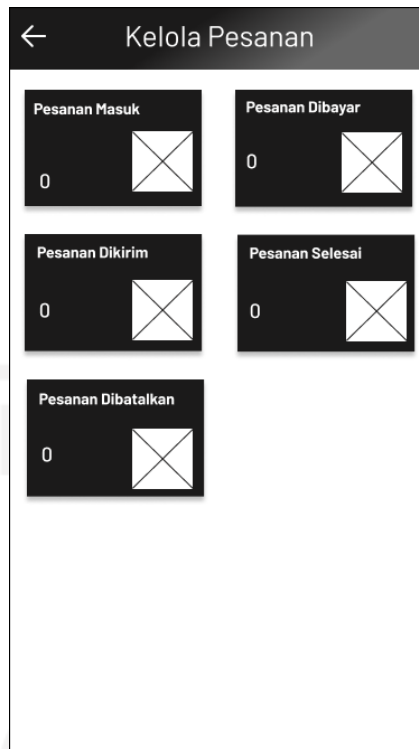 Kelola Pesanan
Pesanan Masuk
0
Pesanan Dibayar
0
Pesanan Dikirim
0
Pesanan Selesai
0
Pesanan Dibatalkan
0